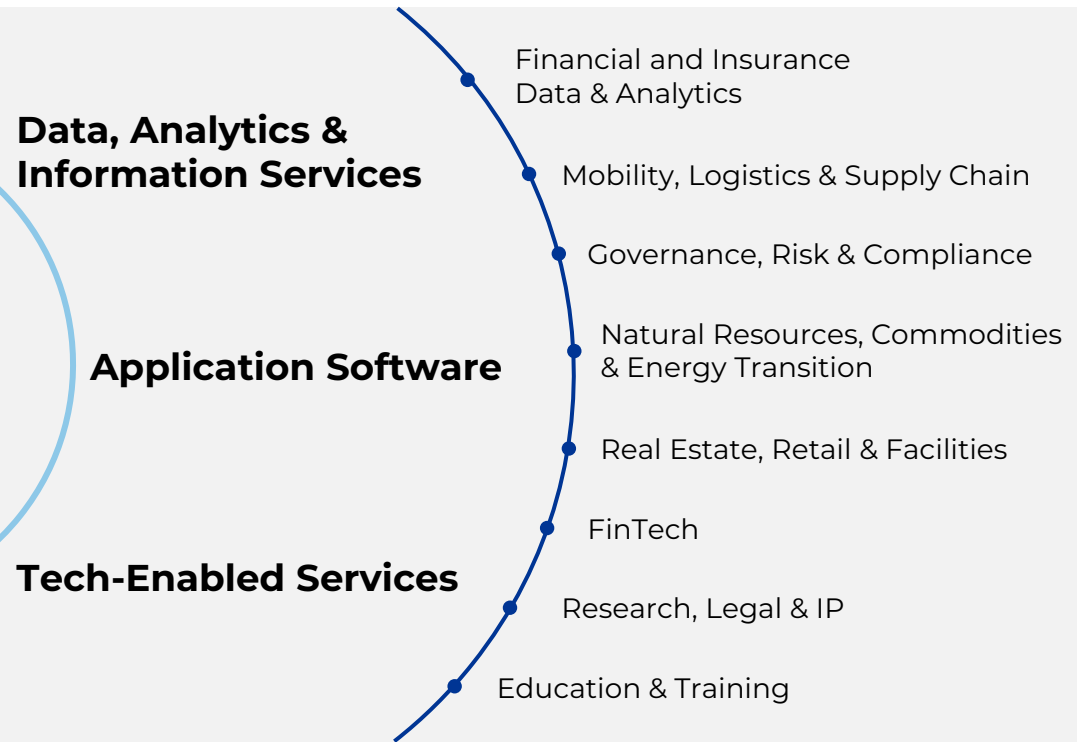 Data, Analytics &
Information Services
Application Software
Tech-Enabled Services
Financial and Insurance
Data & Analytics
Mobility, Logistics & Supply Chain
Governance, Risk & Compliance
Natural Resources, Commodities
& Energy Transition
Real Estate, Retail & Facilities
FinTech
Research, Legal & IP
Education & Training